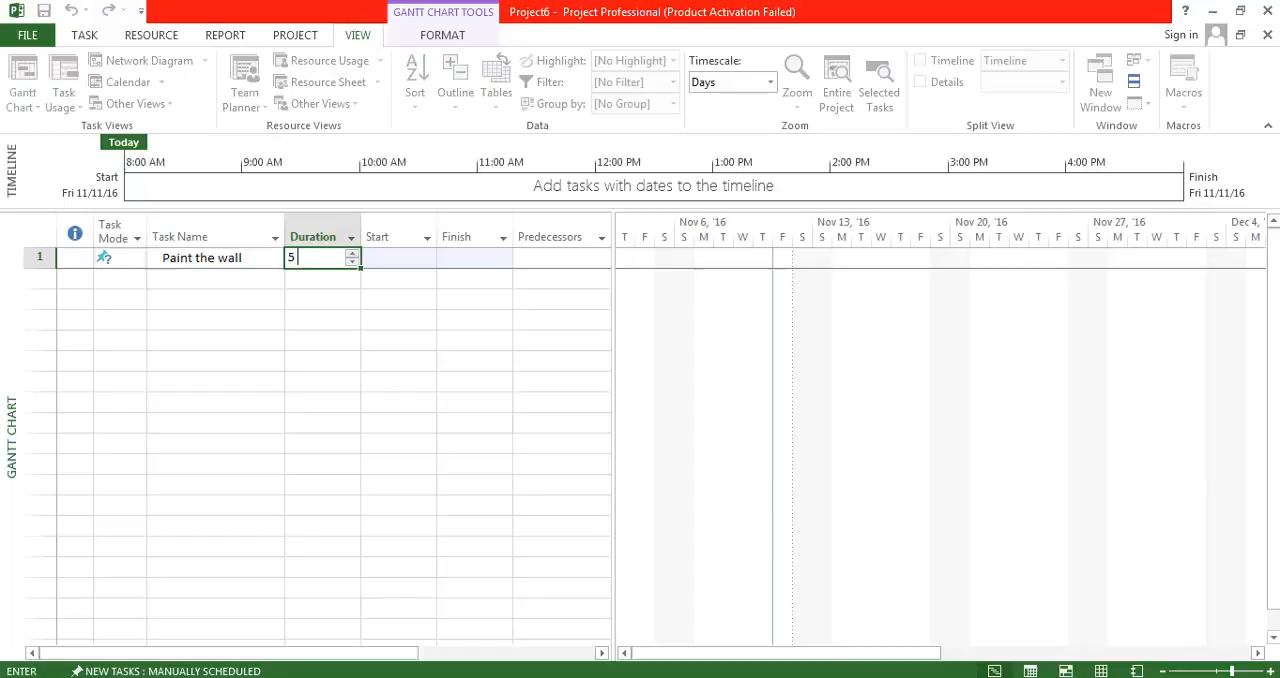 GANTT CHART TOOLS Project6 - Project Professional (Product Activation Failed) ?
FILE TASK RESOURCE REPORT PROJECT VIEW FORMAT Sign in
Gantt Chart
Task Usage
Network Diagram
Calendar
Other Views
Task Views
Team Planner
Resource Usage
Resource Sheet
Other Views
Resource Views
Sort Outline Tables
Highlight: [No Highlight]
Filter: [No Filter]
Group by: [No Group]
Data
Timescale:
Days
Zoom
Entire Project
Selected Tasks
Zoom
Timeline Timeline
Details
Split View
New Window
Window
Macros
Macros
TIMELINE
Today
8:00 AM 9:00 AM 10:00 AM 11:00 AM 12:00 PM 1:00 PM 2:00 PM 3:00 PM 4:00 PM
Start
Fri 11/11/16
Add tasks with dates to the timeline
Finish
Fri 11/11/16
GANTT CHART
Task Mode Task Name Duration Start Finish Predecessors
Nov 6, '16 Nov 13, '16 Nov 20, '16 Nov 27, '16 Dec 4, '
T F S S M T W T F S S M T W T F S S M T W T F S S M T W T F S S M
1 Paint the wall 5
ENTER NEW TASKS : MANUALLY SCHEDULED